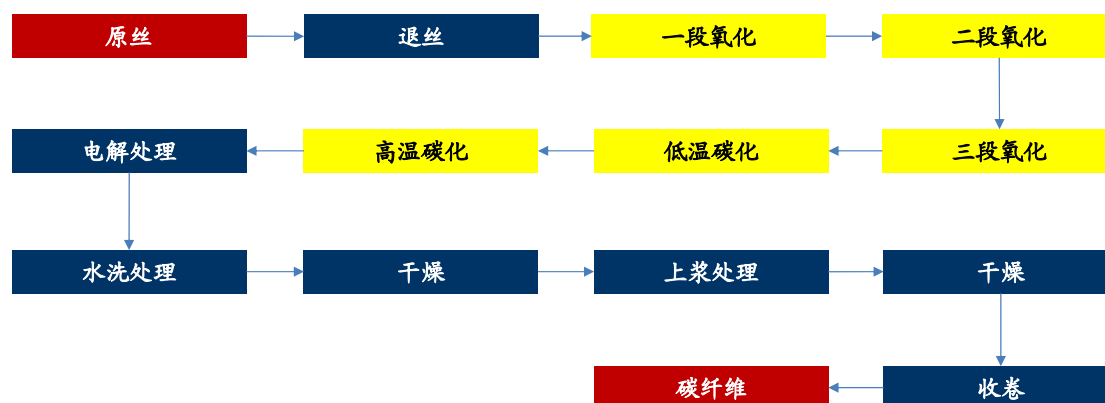 原丝
退丝
一段氧化
二段氧化
三段氧化
低温碳化
高温碳化
电解处理
水洗处理
干燥
上浆处理
干燥
收卷
碳纤维